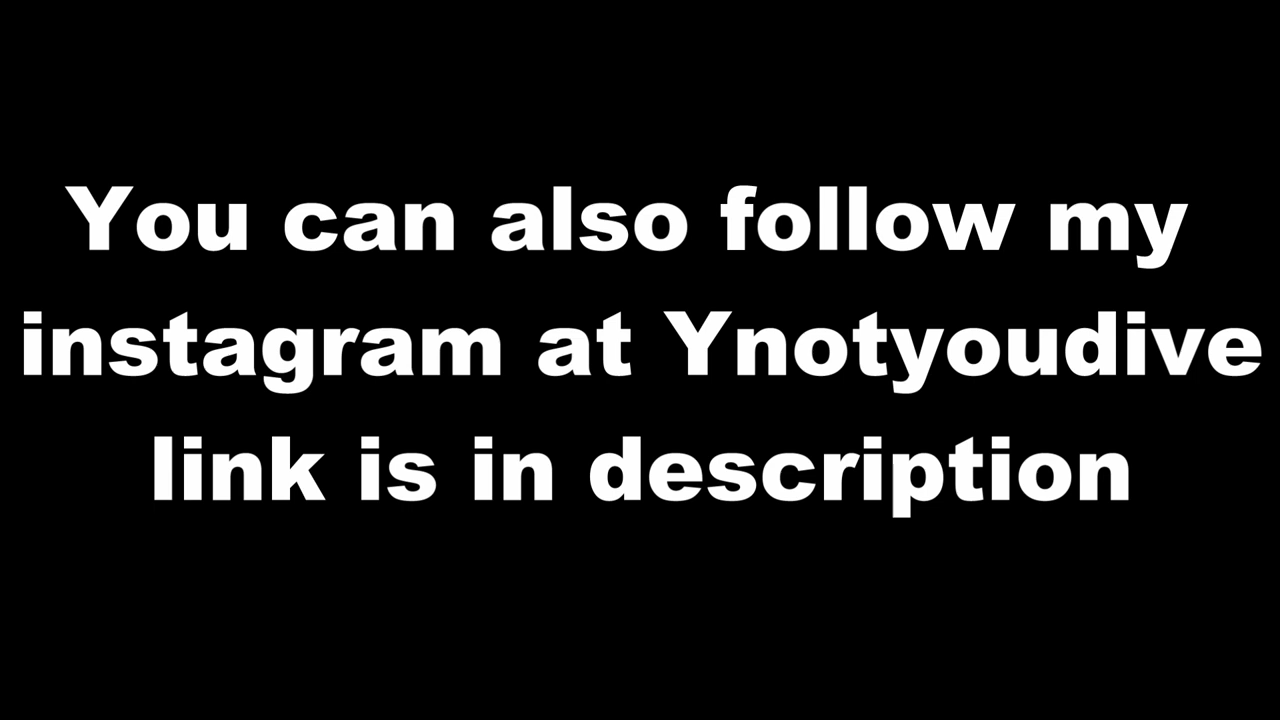 You can also follow my
instagram at Ynotyoudive
link is in description